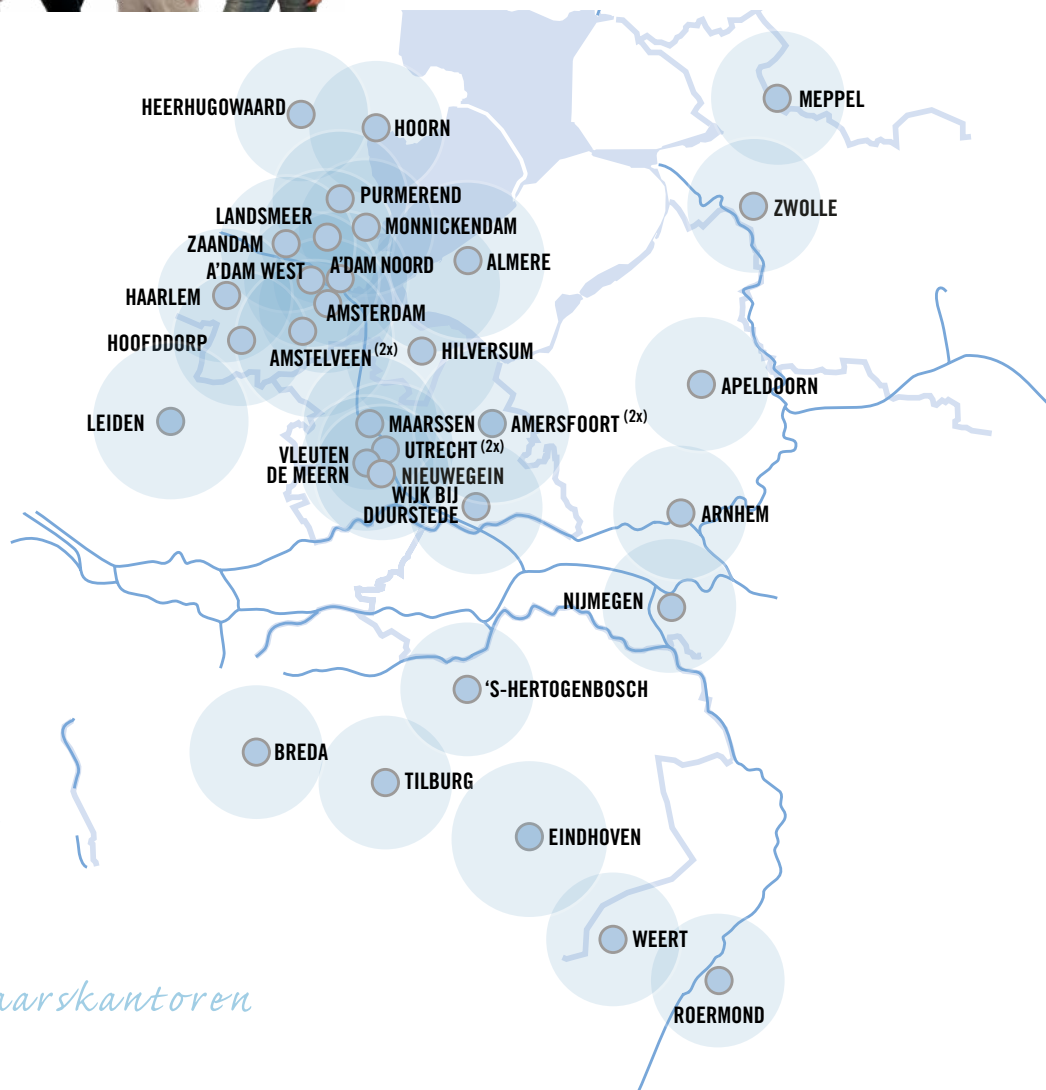 HEERHUGOWAARD
HOORN
MEPPEL
PURMEREND
ZWOLLE
LANDSMEER
MONNICKENDAM
ZAANDAM
A'DAM WEST
A'DAM NOORD
ALMERE
HAARLEM
AMSTERDAM
HOOFDDORP
AMSTELVEEN (2x)
HILVERSUM
APELDOORN
LEIDEN
MAARSSEN
AMERSFOORT (2x)
UTRECHT (2x)
VLEUTEN
DE MEERN
NIEUWEGEIN
WIJK BIJ
DUURSTEDE
ARNHEM
NIJMEGEN
'S-HERTOGENBOSCH
BREDA
TILBURG
EINDHOVEN
WEERT
aarskantoren
ROERMOND